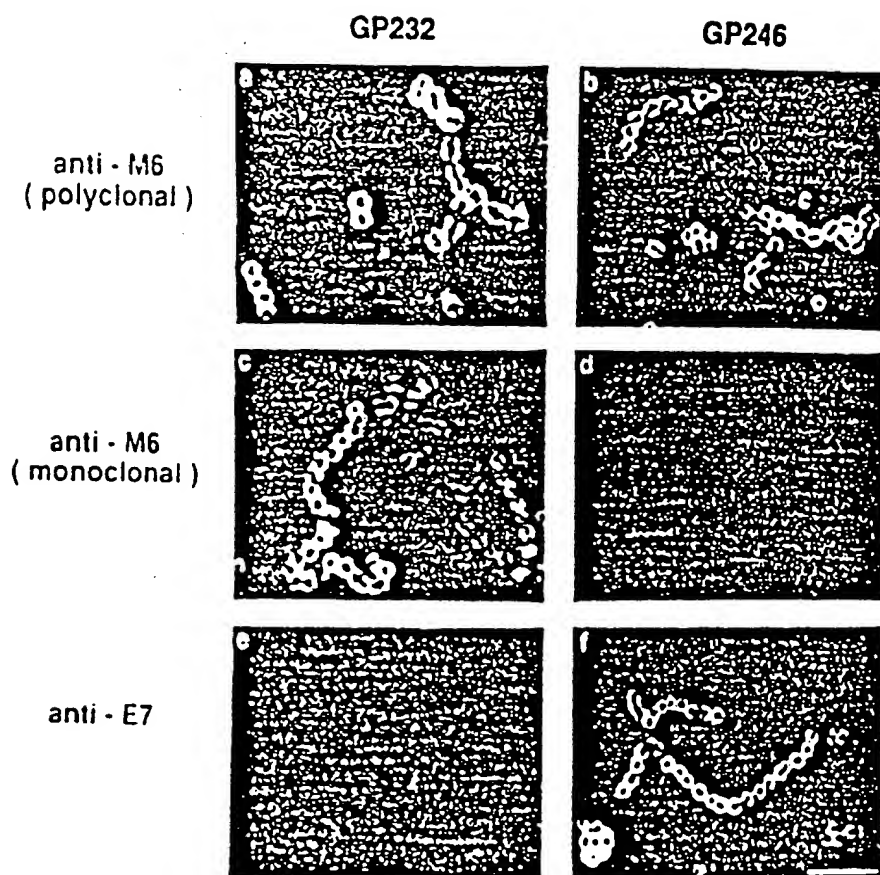 GP232
GP246
a
b
anti - M6
( polyclonal )
c
d
anti - M6
( monoclonal )
e
f
anti - E7